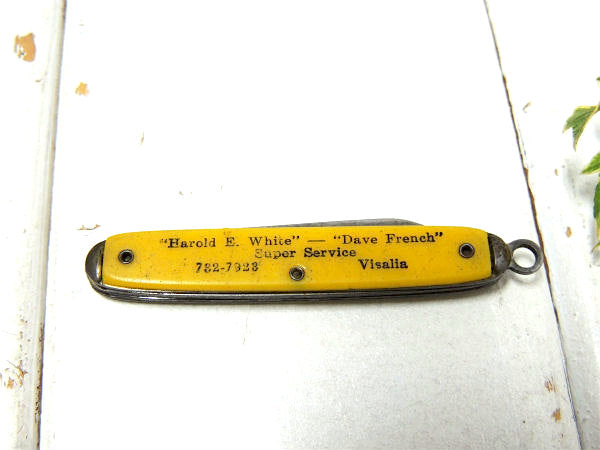 "Harold E. White" — "Dave French"
Super Service
732-7928 Visalia